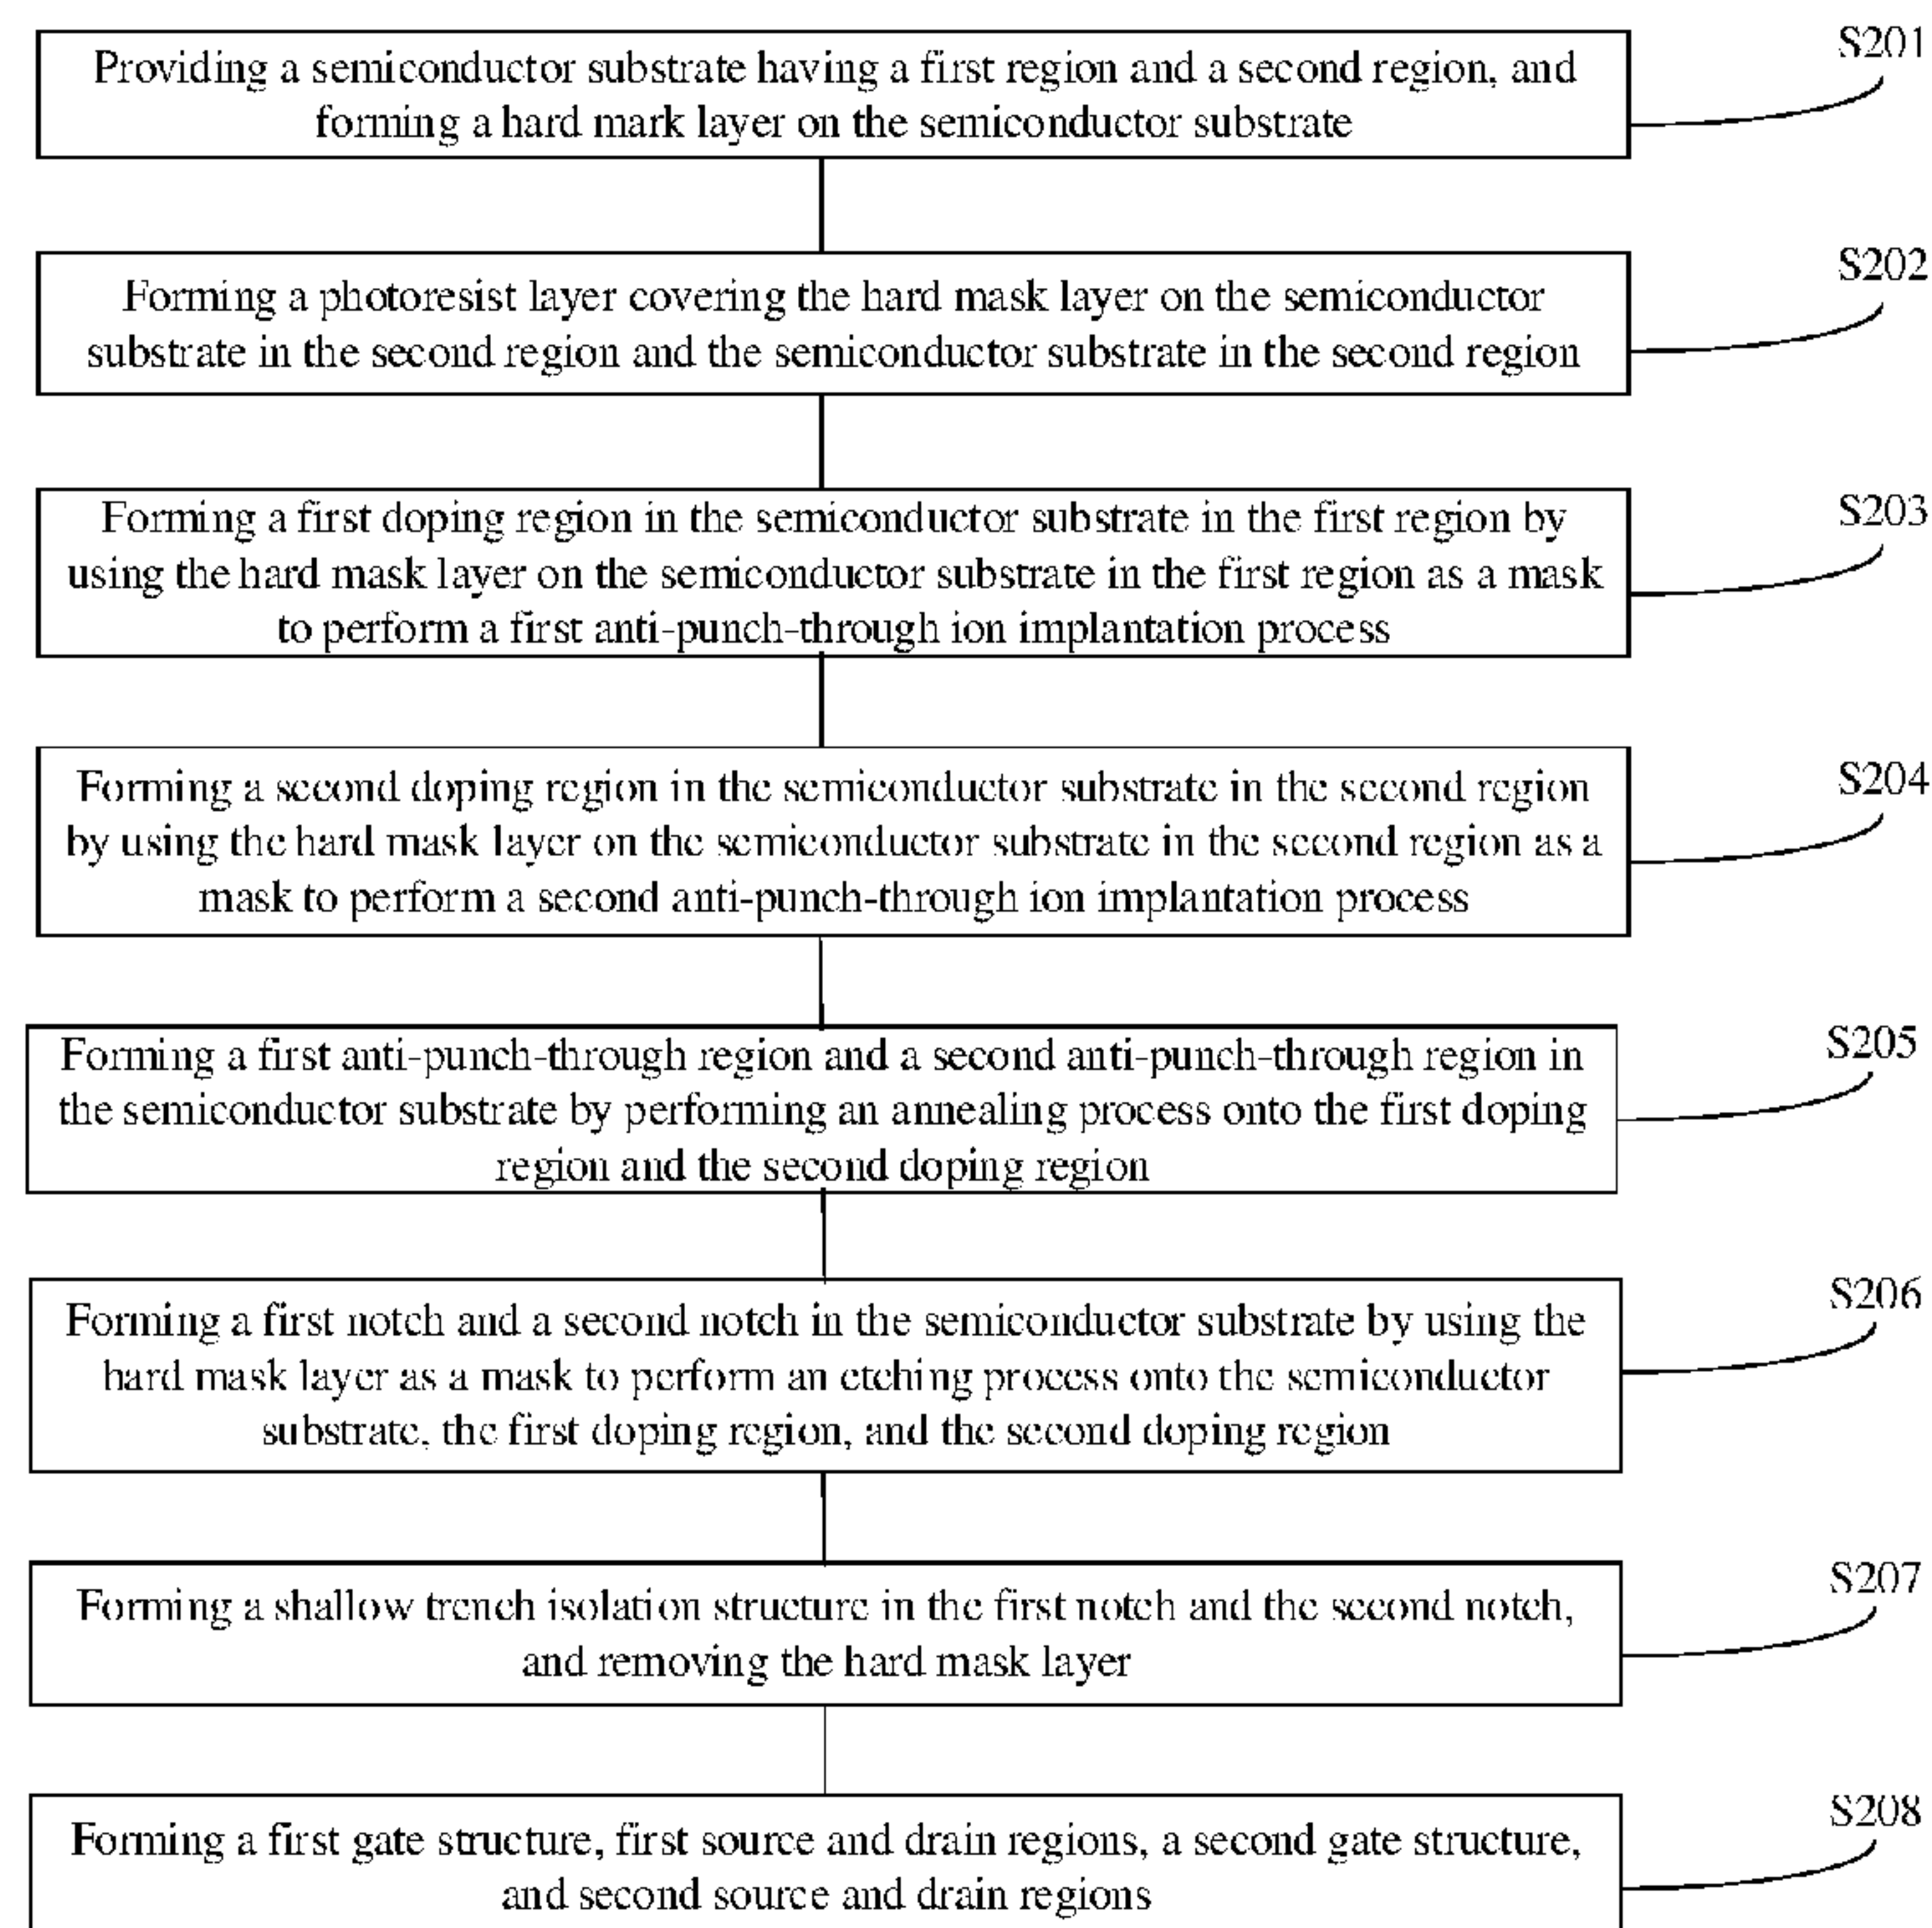 S201
Providing a semiconductor substrate having a first region and a second region, and
forming a hard mark layer on the semiconductor substrate
S202
Forming a photoresist layer covering the hard mask layer on the semiconductor
substrate in the second region and the semiconductor substrate in the second region
S203
Forming a first doping region in the semiconductor substrate in the first region by
using the hard mask layer on the semiconductor substrate in the first region as a mask
to perform a first anti-punch-through ion implantation process
S204
Forming a second doping region in the semiconductor substrate in the second region
by using the hard mask layer on the semiconductor substrate in the second region as a
mask to perform a second anti-punch-through ion implantation process
S205
Forming a first anti-punch-through region and a second anti-punch-through region in
the semiconductor substrate by performing an annealing process onto the first doping
region and the second doping region
S206
Forming a first notch and a second notch in the semiconductor substrate by using the
hard mask layer as a mask to perform an etching process onto the semiconductor
substrate, the first doping region, and the second doping region
S207
Forming a shallow trench isolation structure in the first notch and the second notch,
and removing the hard mask layer
S208
Forming a first gate structure, first source and drain regions, a second gate structure,
and second source and drain regions